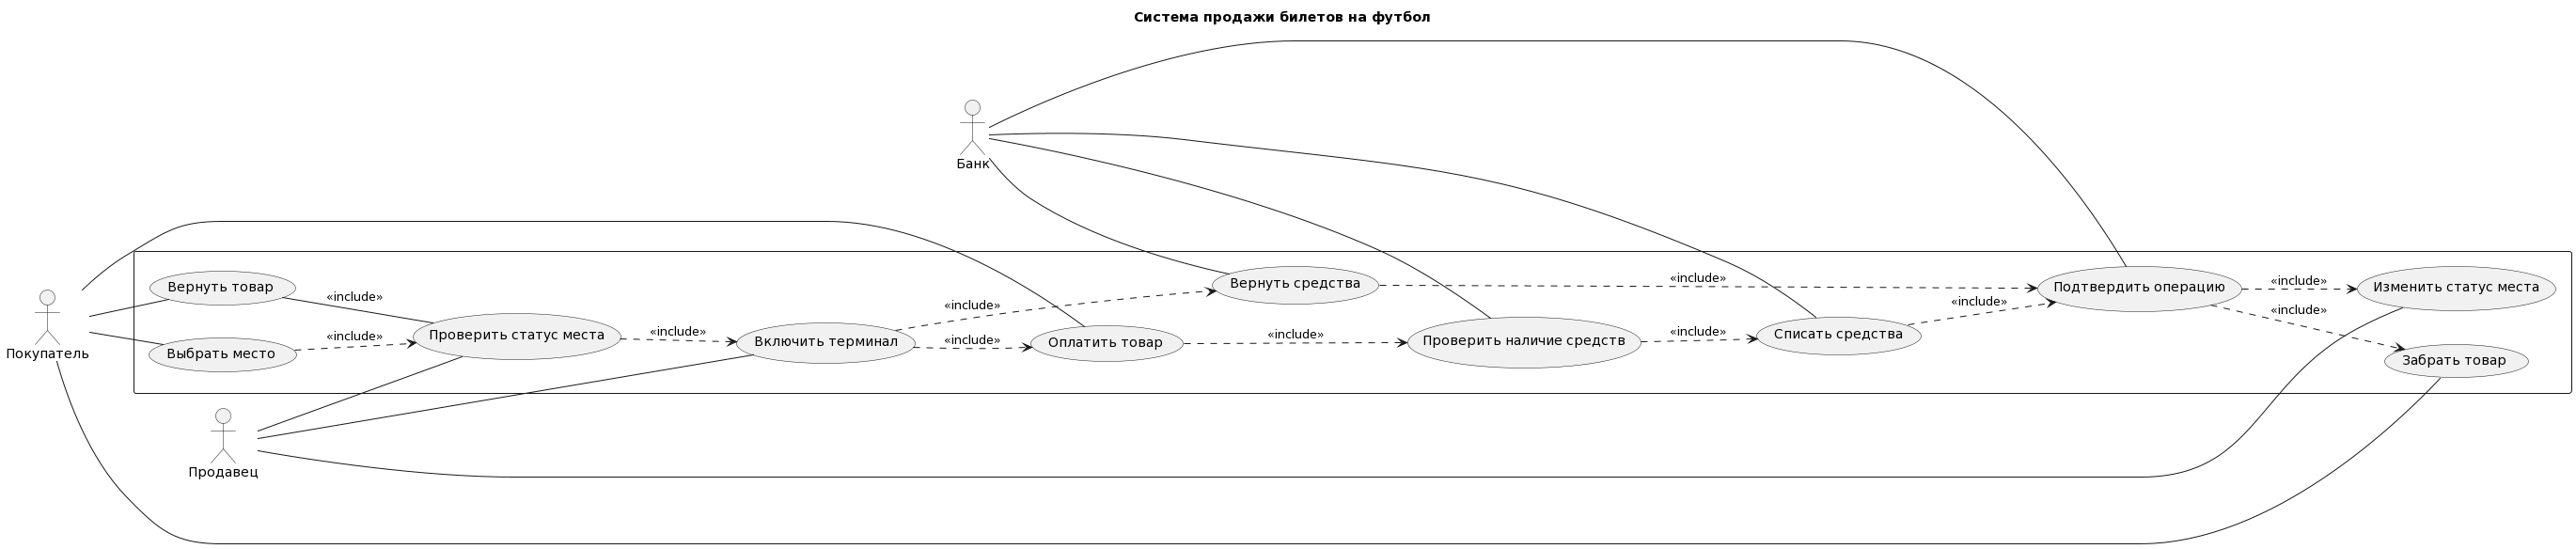 Система продажи билетов на футбол
Банк
Покупатель
Продавец
Вернуть товар
«include»
Выбрать место
«include»
Проверить статус места
«include»
Включить терминал
«include»
«include»
Вернуть средства
«include»
Оплатить товар
«include»
Проверить наличие средств
«include»
Списать средства
«include»
Подтвердить операцию
«include»
«include»
Изменить статус места
Забрать товар